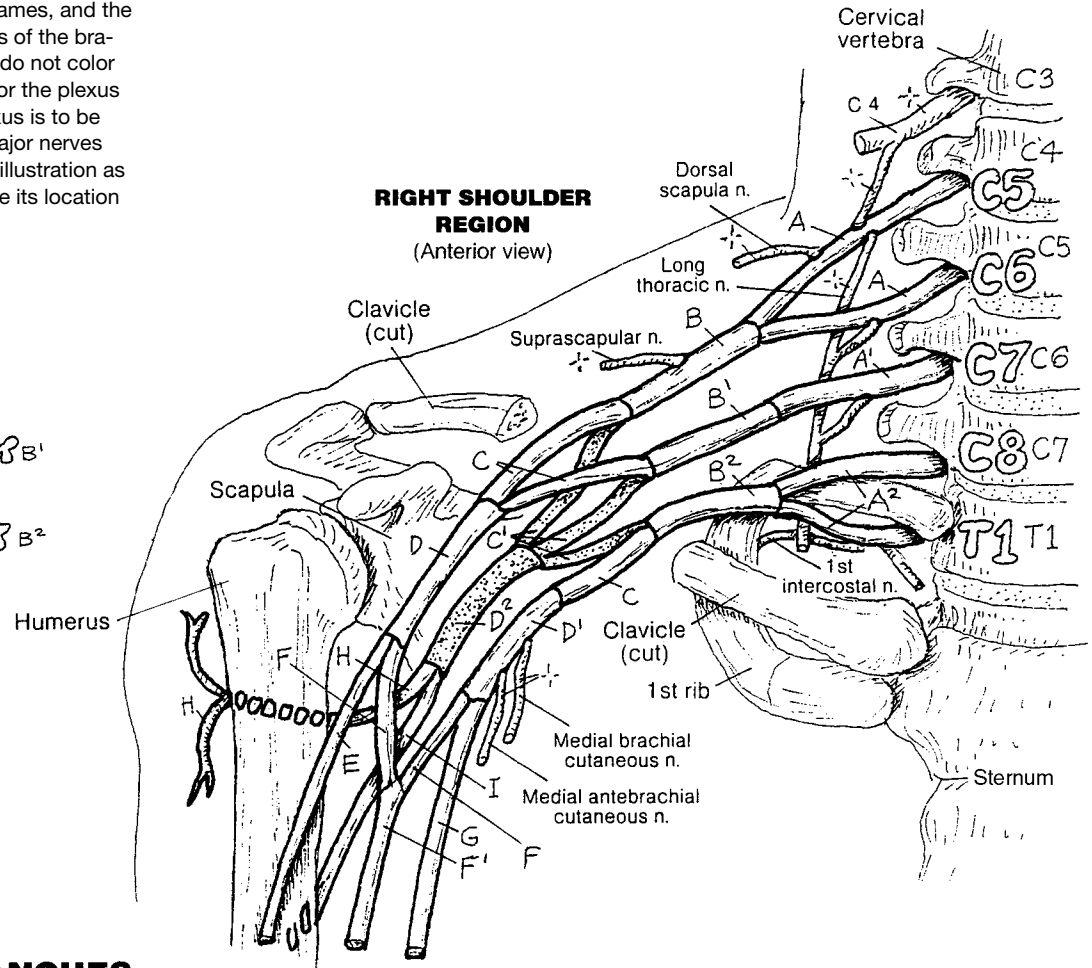 ames, and the
s of the bra-
do not color
or the plexus
xus is to be
ajor nerves
illustration as
e its location
Cervical
vertebra
C3
C 4
C4
C5
Dorsal
scapula n.
RIGHT SHOULDER
REGION
(Anterior view)
A
C5
C6
Long
thoracic n.
A
Clavicle
(cut)
B
Suprascapular n.
A¹
C7
C6
B¹
B¹
C8
C7
C
B²
Scapula
A²
B²
D
C¹
T1
T1
1st
intercostal n.
C
Humerus
D²
D¹
Clavicle
(cut)
F
H
1st rib
H
E
Medial brachial
cutaneous n.
I
Sternum
Medial antebrachial
cutaneous n.
G
F¹
F